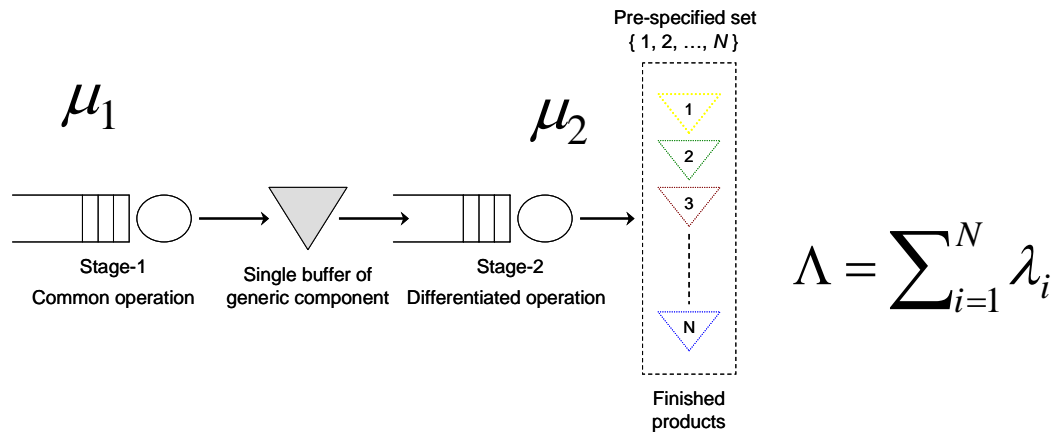 Pre-specified set
{ 1, 2, ..., N }
μ₁
μ₂
1
2
3
N
Stage-1
Common operation
Single buffer of
generic component
Stage-2
Differentiated operation
Finished
products
Λ = ∑ᵢ₌₁ᴺ λᵢ